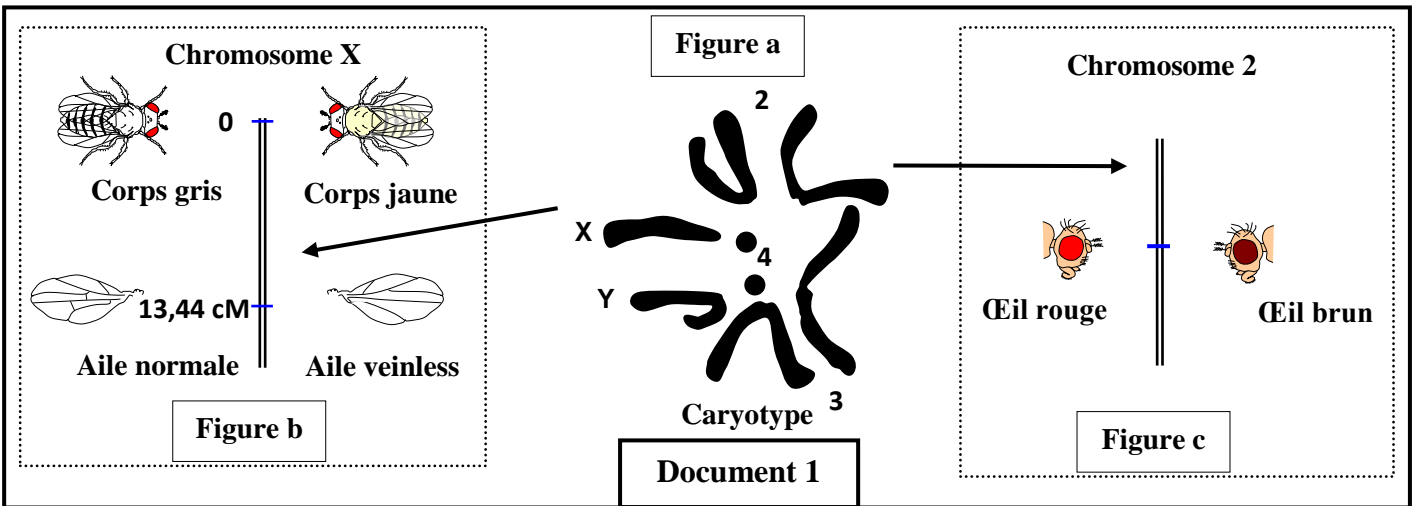 Chromosome X
0
Corps gris
Corps jaune
13,44 cM
Aile normale
Aile veinless
Figure b
Figure a
2
X
4
Y
3
Caryotype
Document 1
Chromosome 2
Œil rouge
Œil brun
Figure c